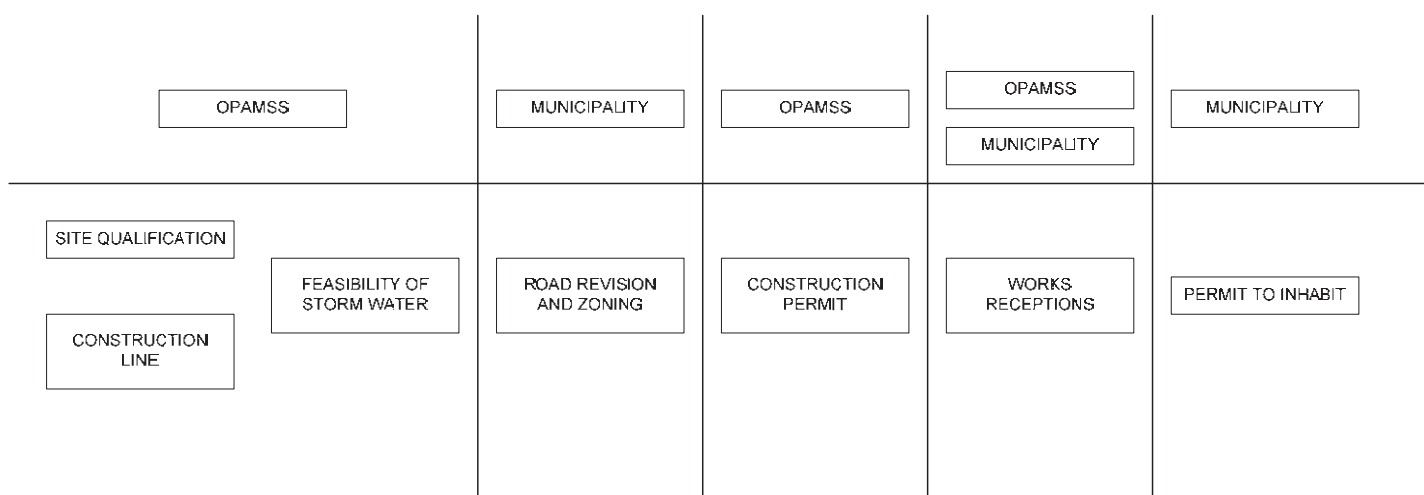 OPAMSS
MUNICIPALITY
OPAMSS
OPAMSS
MUNICIPALITY
MUNICIPALITY
SITE QUALIFICATION
CONSTRUCTION
LINE
FEASIBILITY OF
STORM WATER
ROAD REVISION
AND ZONING
CONSTRUCTION
PERMIT
WORKS
RECEPTIONS
PERMIT TO INHABIT